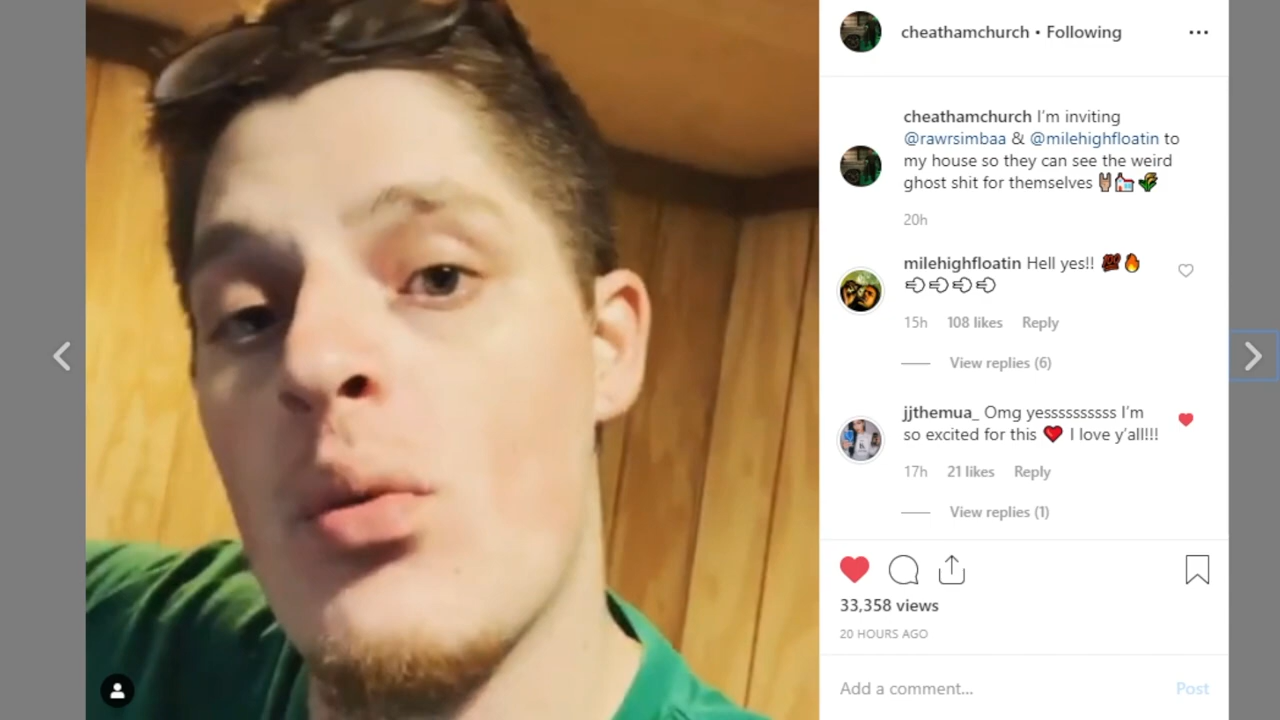 cheathamchurch • Following
cheathamchurch I'm inviting
@rawrsimbaa & @milehighfloatin to
my house so they can see the weird
ghost shit for themselves 🤘🏠🌾
20h
milehighfloatin Hell yes!! 💯🔥
💨💨💨💨
15h 108 likes Reply
View replies (6)
jjthemua_ Omg yessssssssss I'm
so excited for this ❤️ I love y'all!!!
17h 21 likes Reply
View replies (1)
33,358 views
20 HOURS AGO
Add a comment... Post